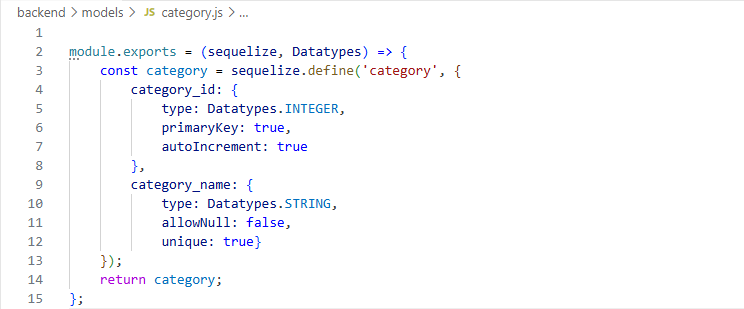 backend > models > JS category.js > ...
1
2 module.exports = (sequelize, Datatypes) => {
3     const category = sequelize.define('category', {
4         category_id: {
5             type: Datatypes.INTEGER,
6             primaryKey: true,
7             autoIncrement: true
8         },
9         category_name: {
10             type: Datatypes.STRING,
11             allowNull: false,
12             unique: true}
13     });
14     return category;
15 };